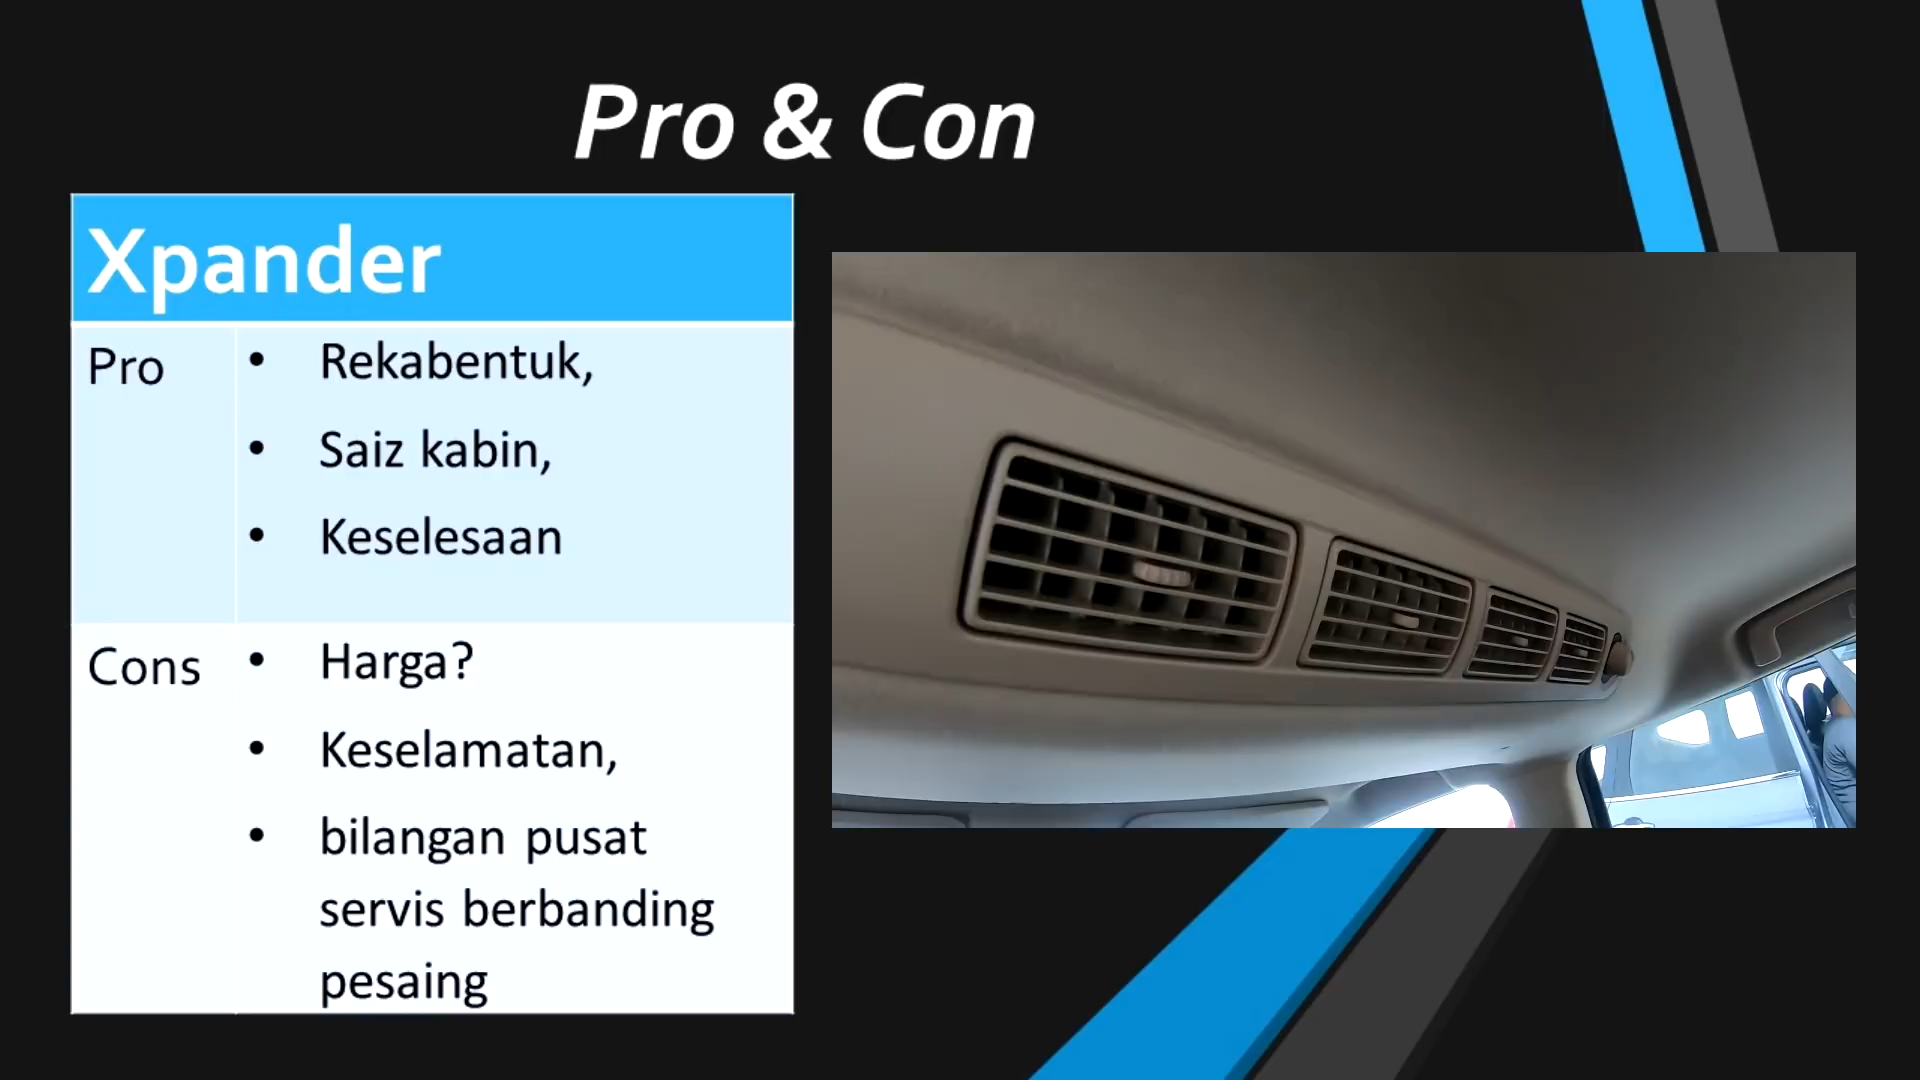 Pro & Con
Xpander
Pro
• Rekabentuk,
• Saiz kabin,
• Keselesaan
Cons
• Harga?
• Keselamatan,
• bilangan pusat
servis berbanding
pesaing